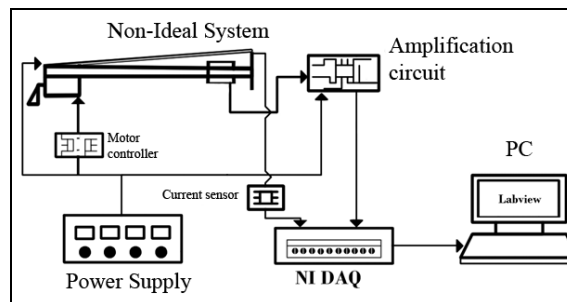 Non-Ideal System
Amplification
circuit
Motor
controller
PC
Current sensor
Labview
NI DAQ
Power Supply